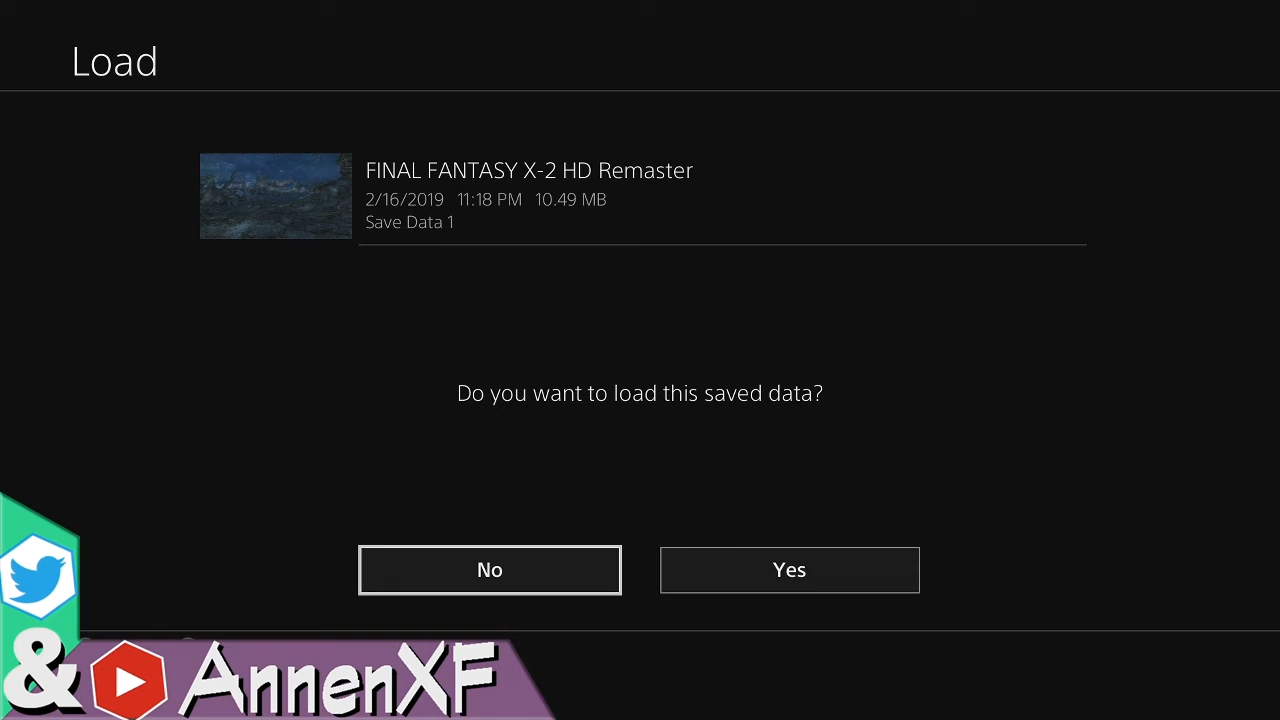 Load
FINAL FANTASY X-2 HD Remaster
2/16/2019 11:18 PM 10.49 MB
Save Data 1
Do you want to load this saved data?
No Yes
& AnnenXF